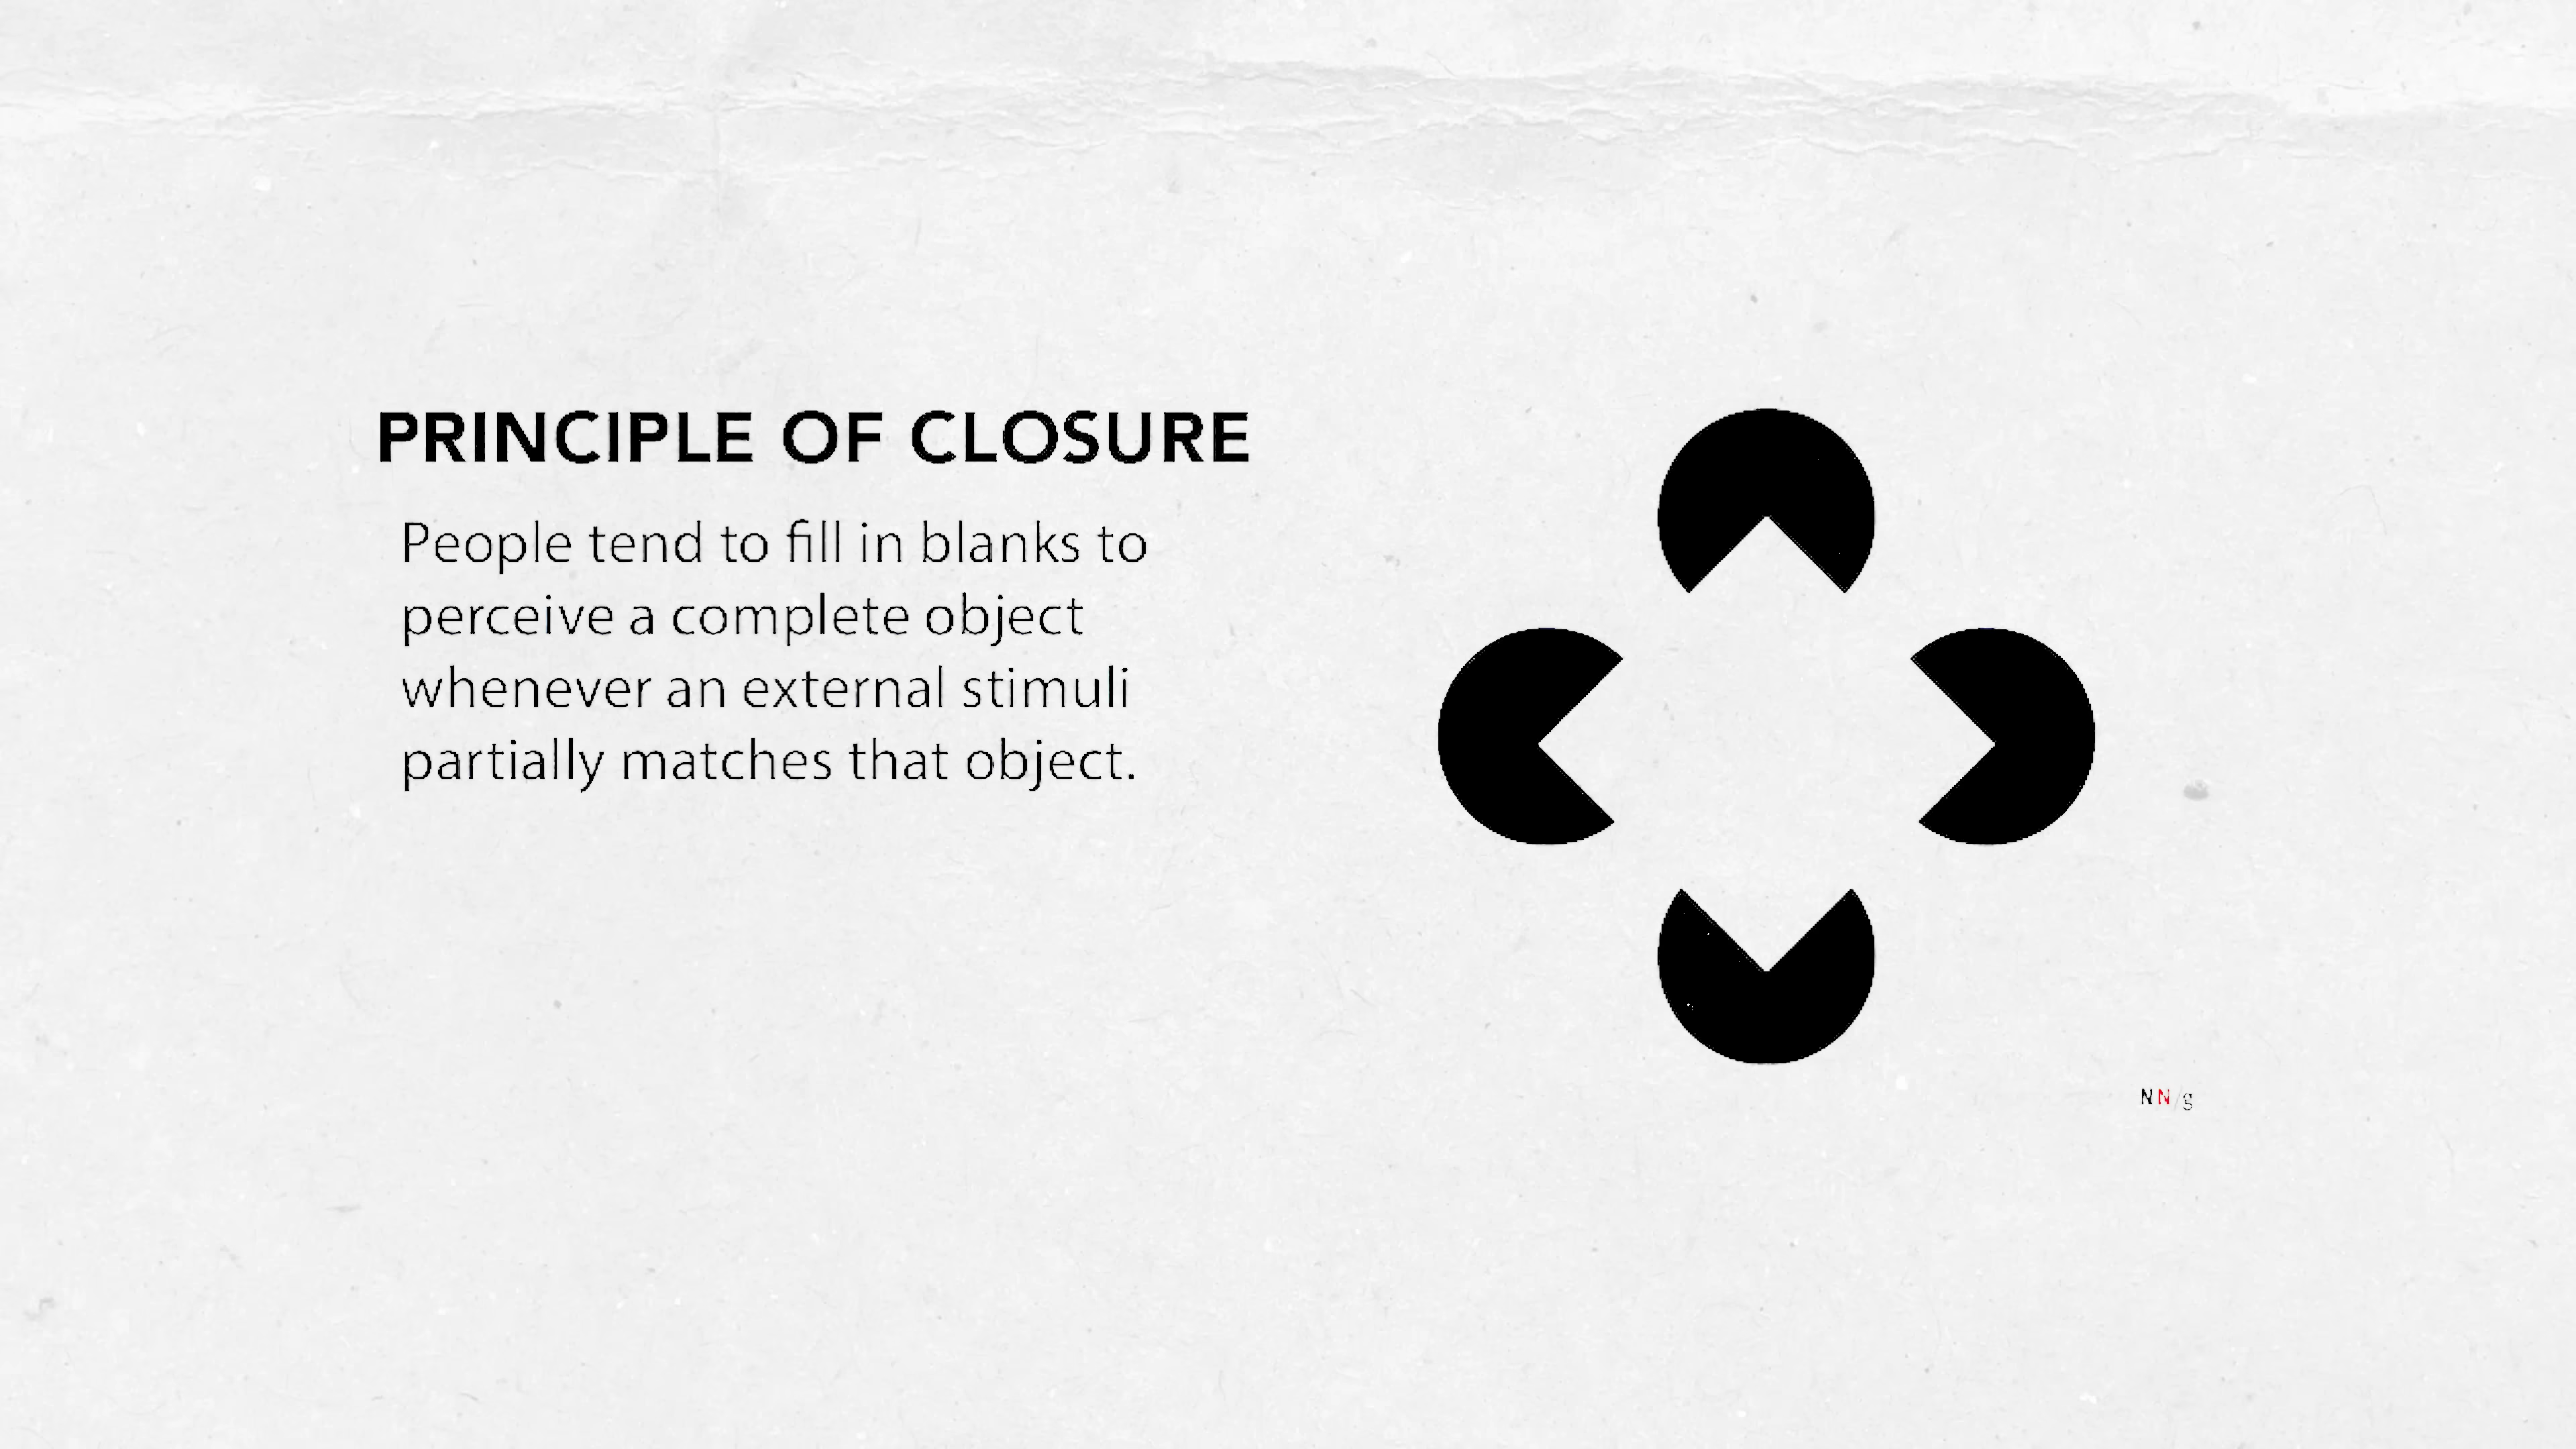 PRINCIPLE OF CLOSURE
People tend to fill in blanks to
perceive a complete object
whenever an external stimuli
partially matches that object.
NN/g